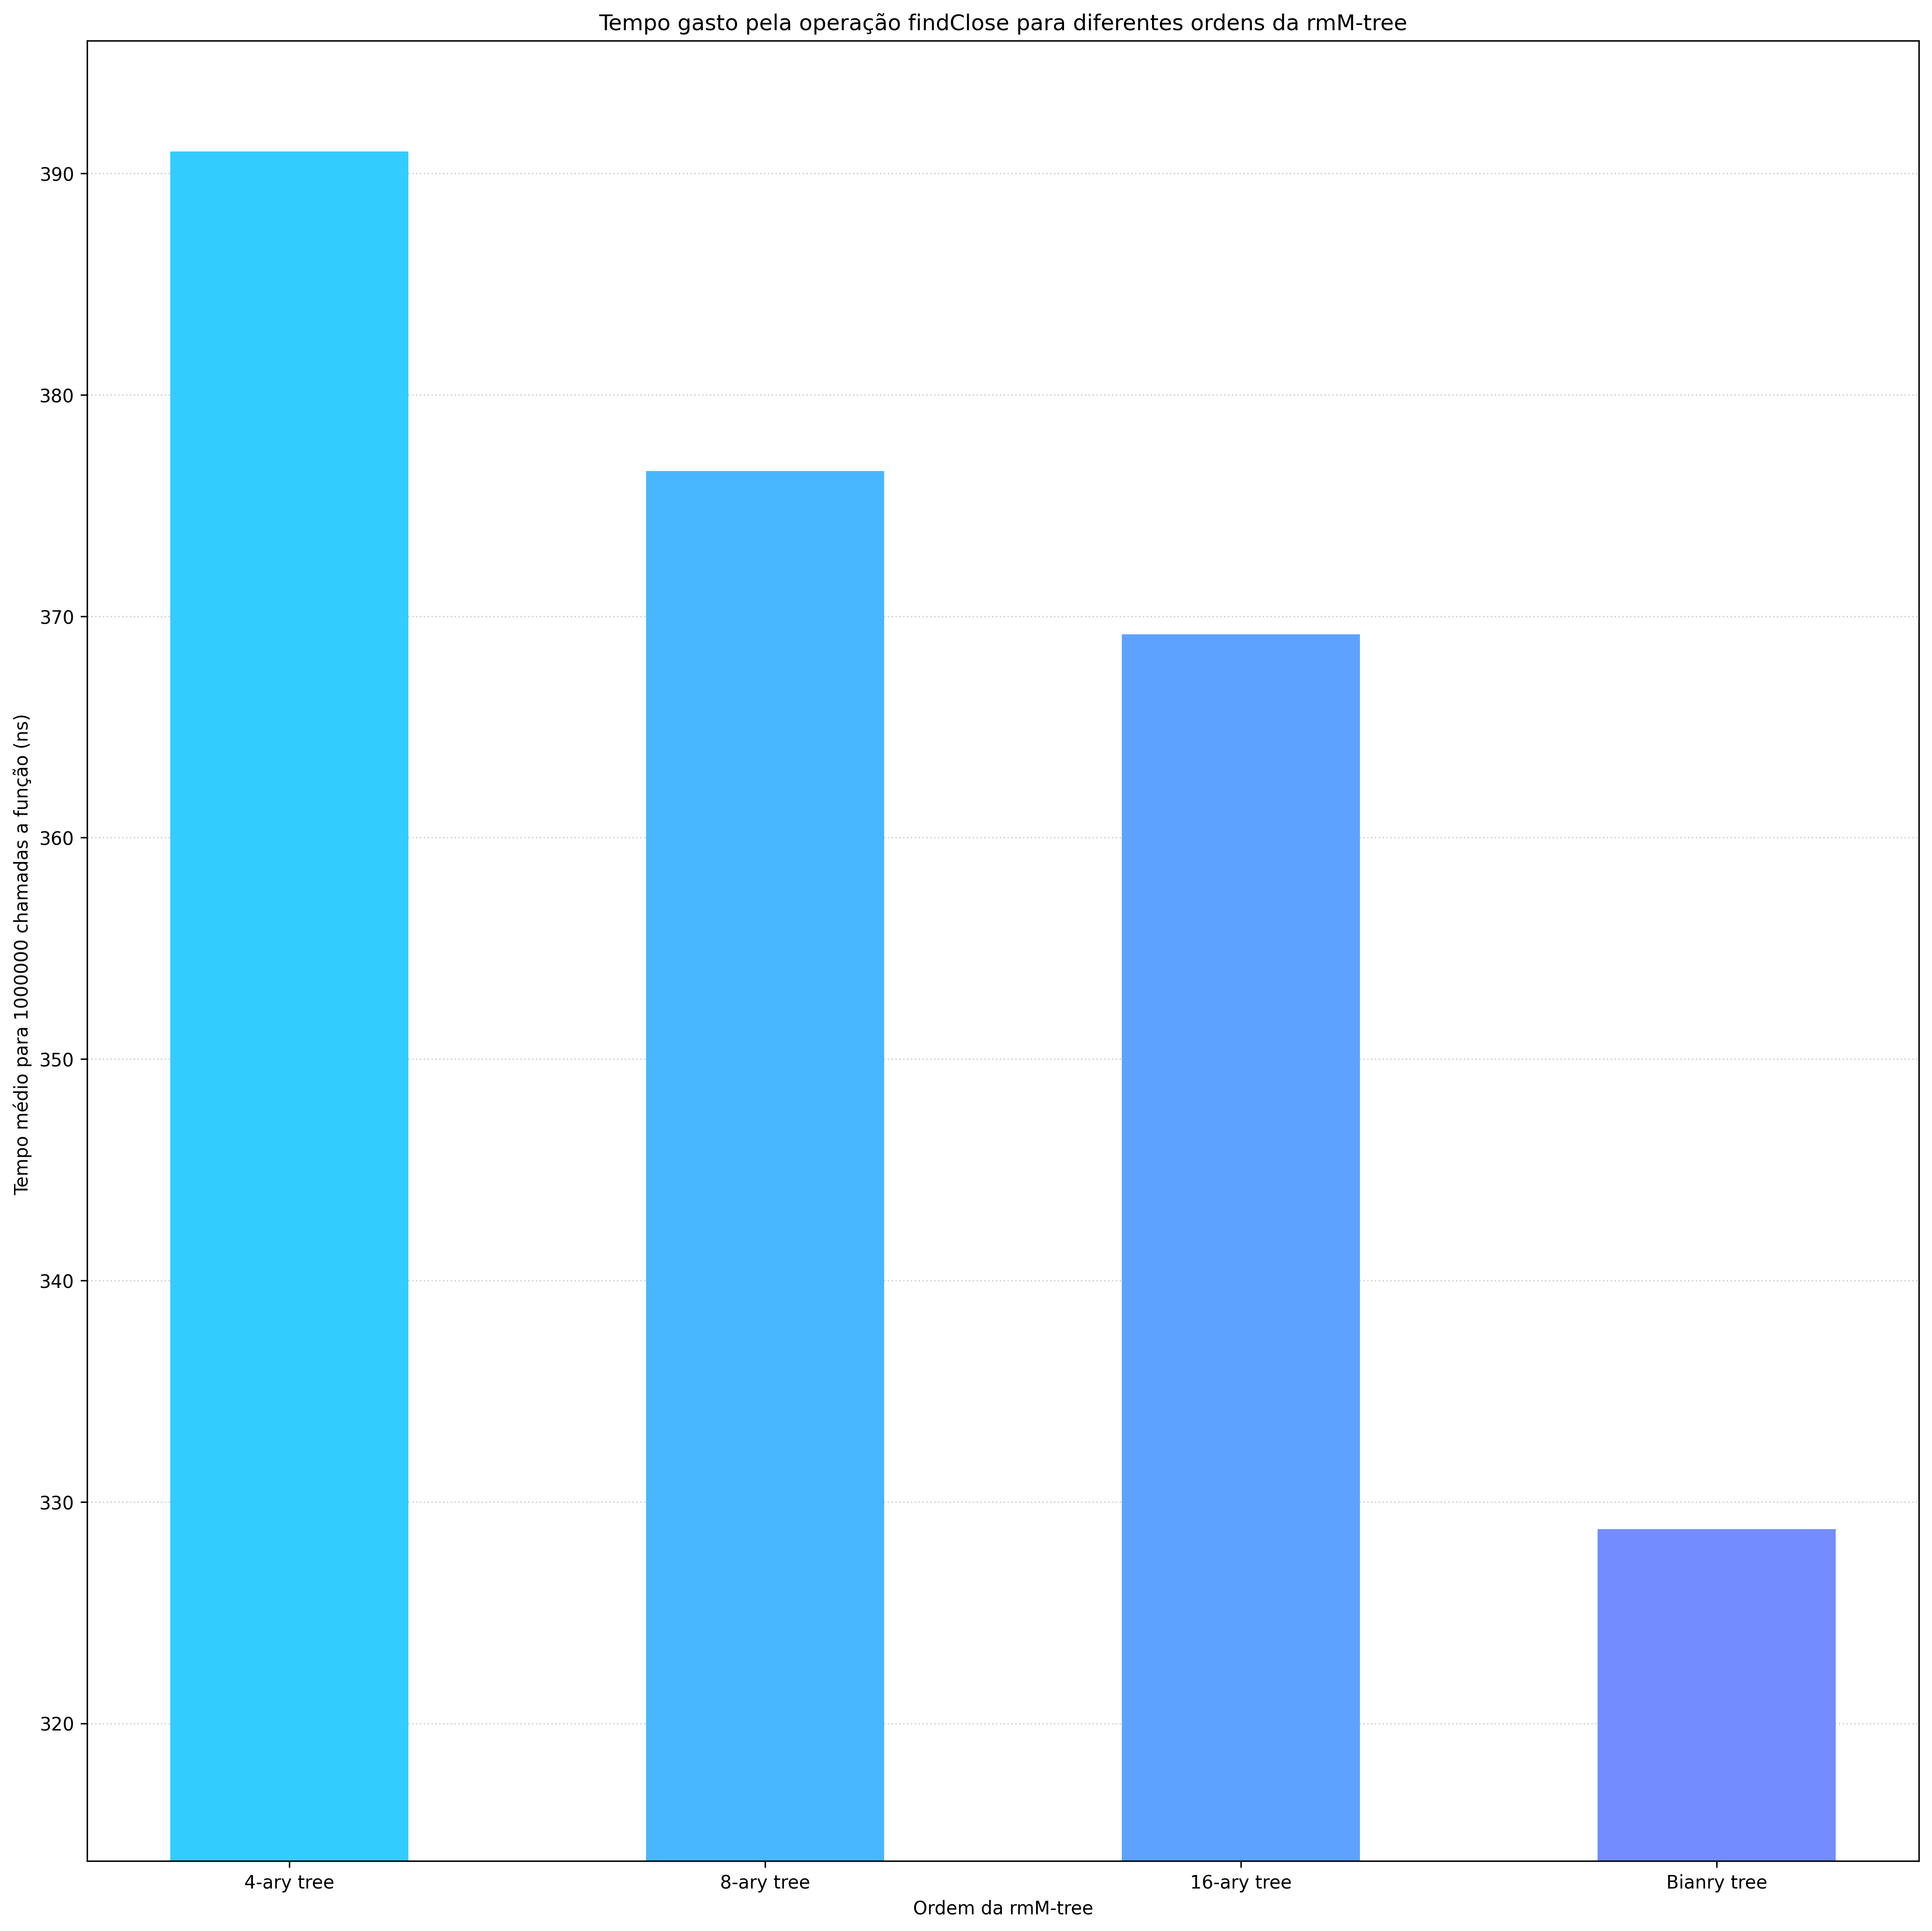 Tempo gasto pela operação findClose para diferentes ordens da rmM-tree
Tempo médio para 1000000 chamadas a função (ns)
390
380
370
360
350
340
330
320
4-ary tree
8-ary tree
16-ary tree
Bianry tree
Ordem da rmM-tree